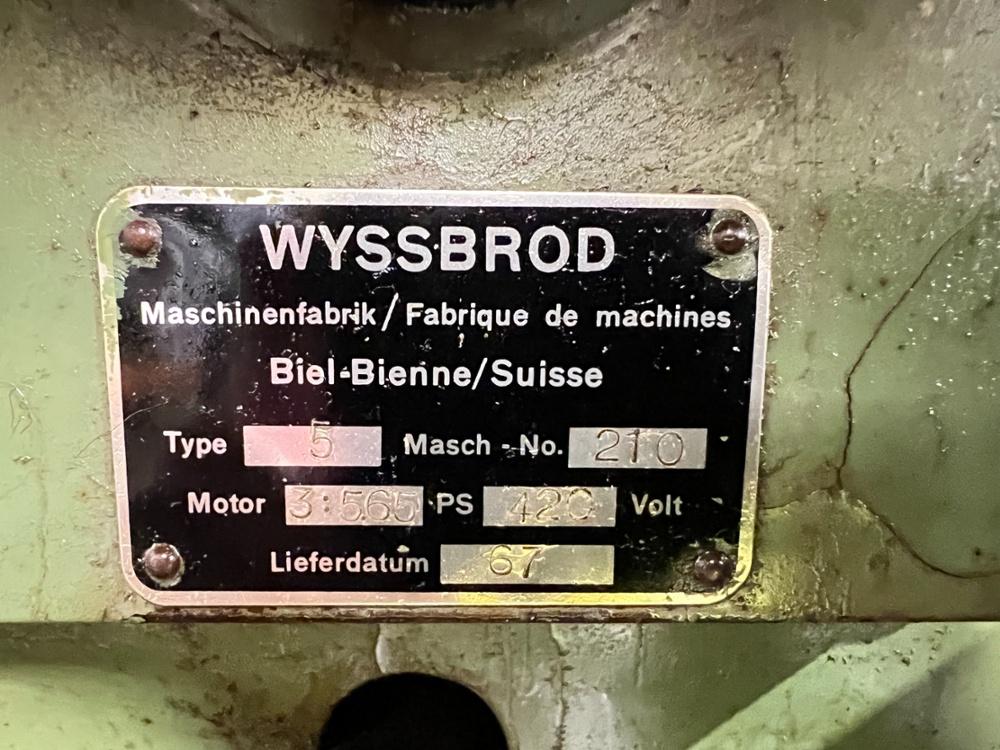 WYSSBROD
Maschinenfabrik/Fabrique de machines
Biel-Bienne/Suisse
Type 5 Masch-No. 210
Motor 3:565 PS 420 Volt
Lieferdatum 67